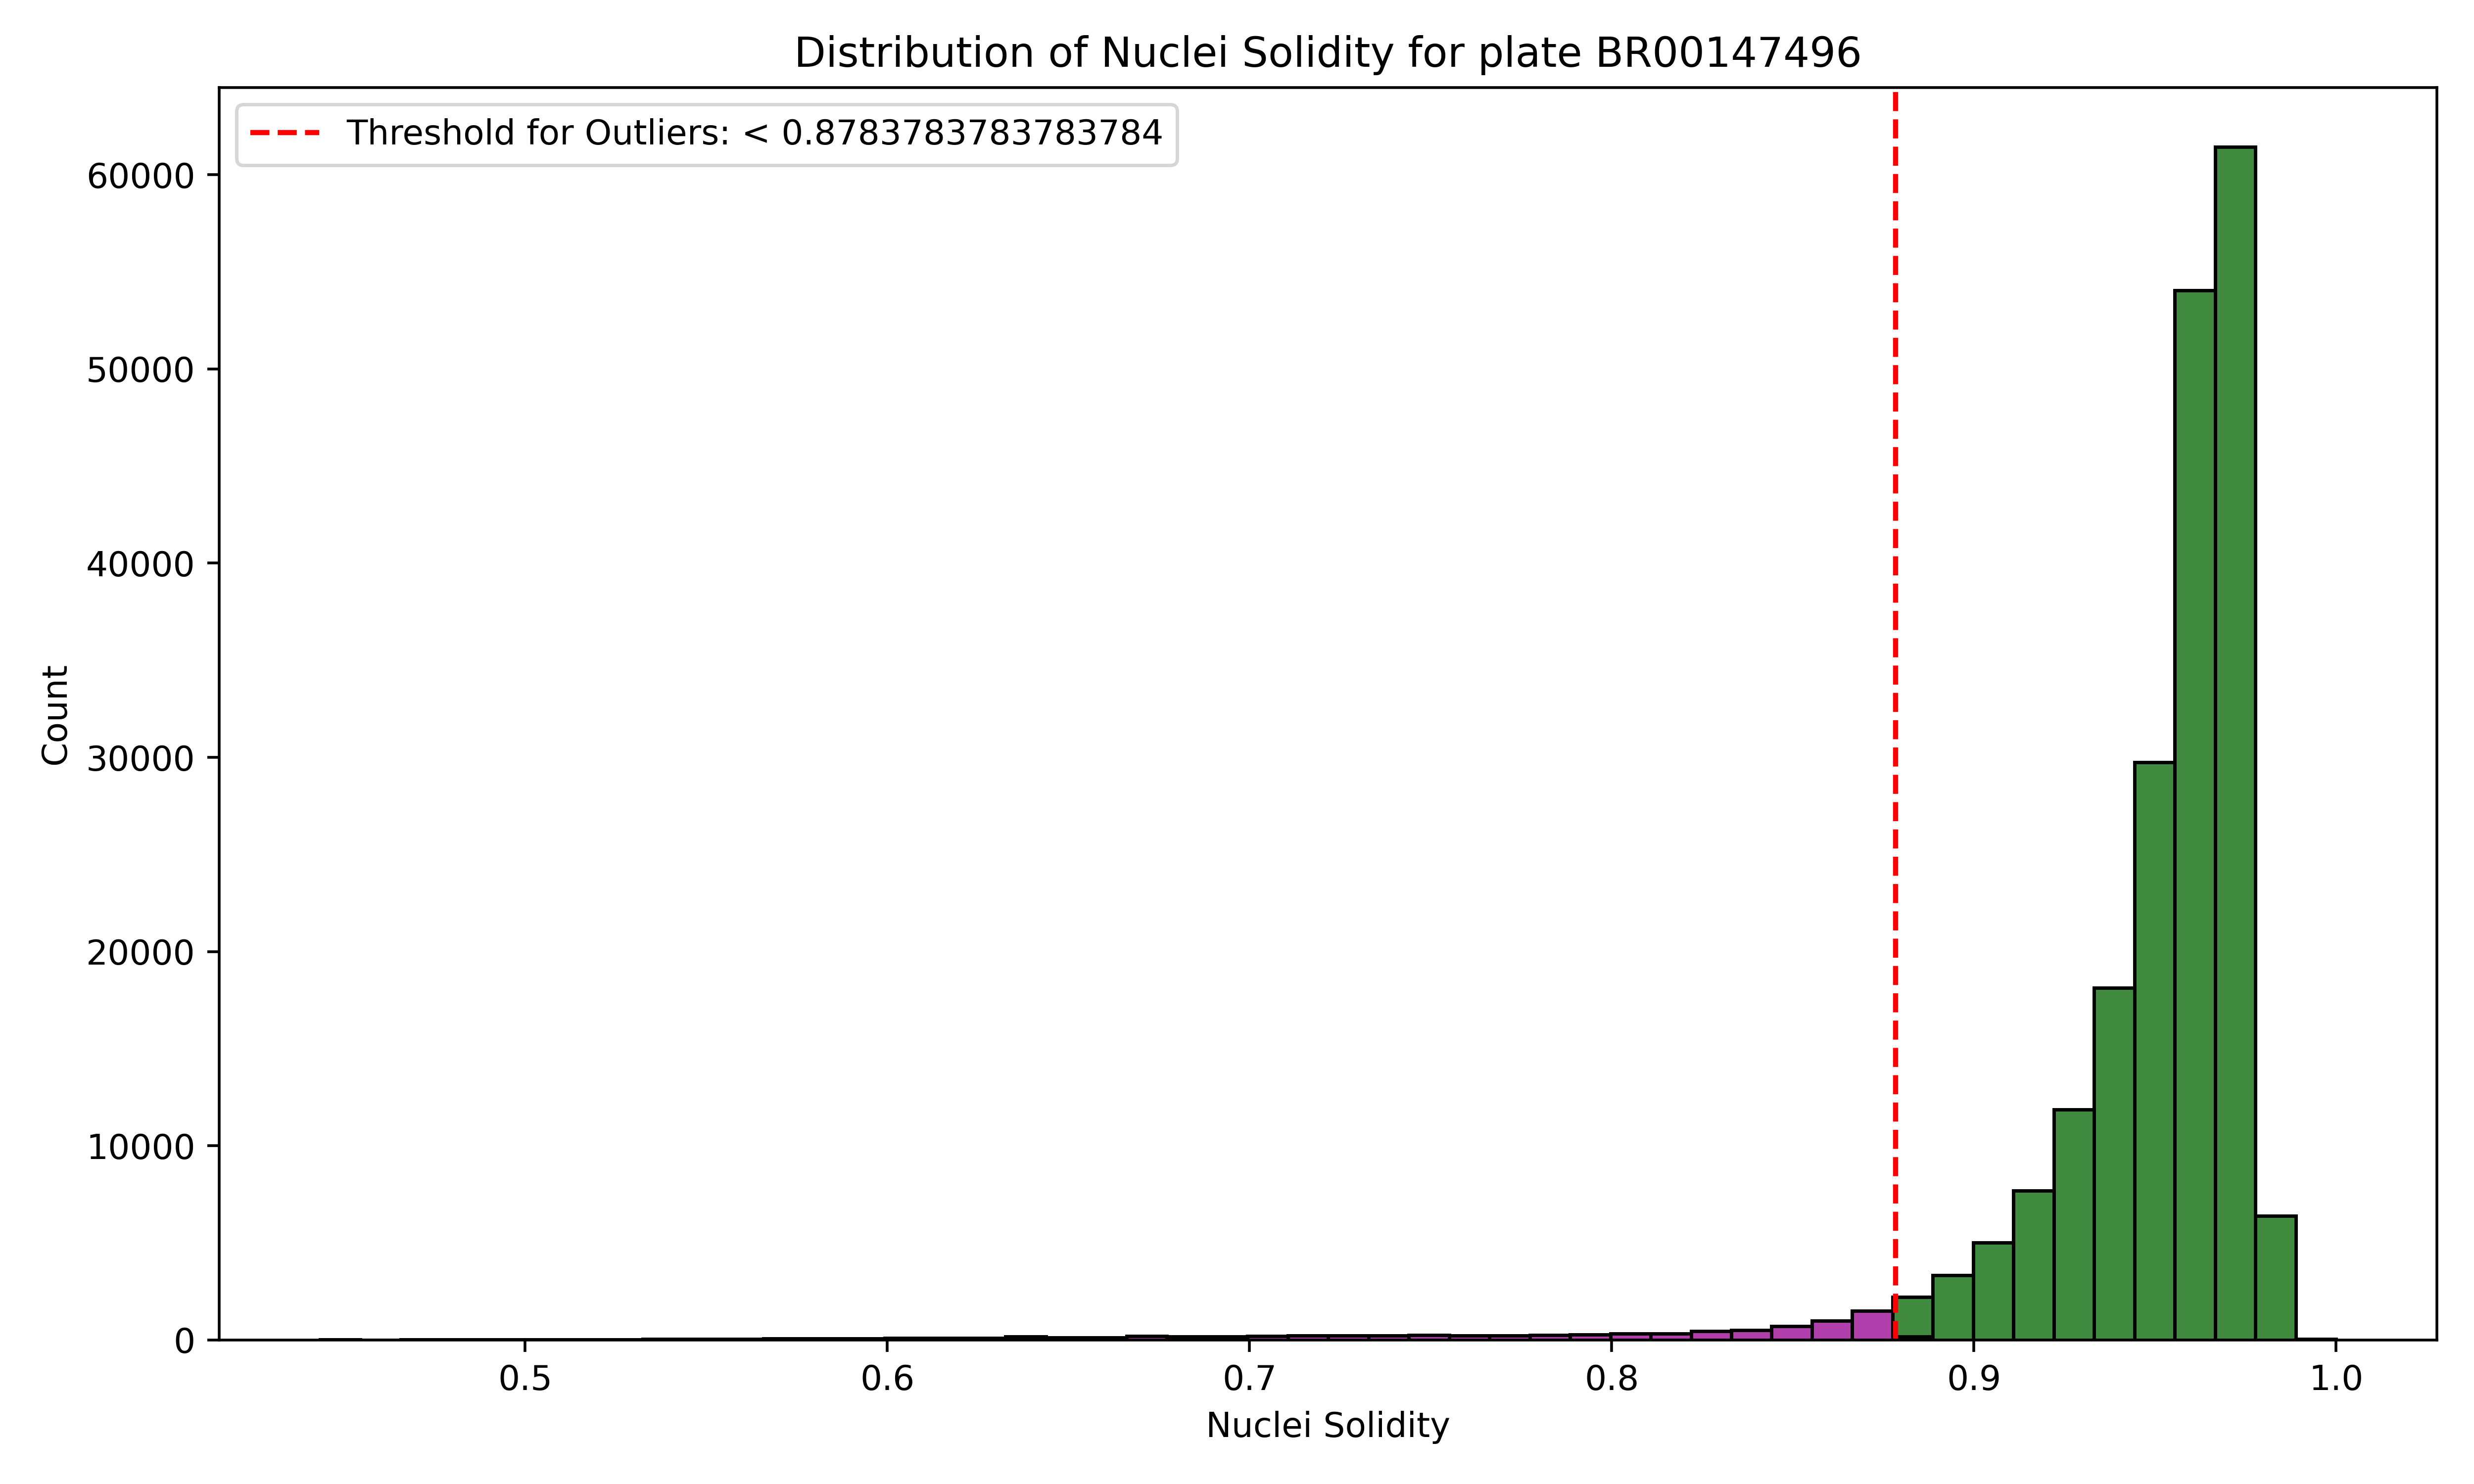 Distribution of Nuclei Solidity for plate BR00147496
Threshold for Outliers: < 0.8783783783783784
60000
50000
40000
30000
20000
10000
0
Count
0.5 0.6 0.7 0.8 0.9 1.0
Nuclei Solidity